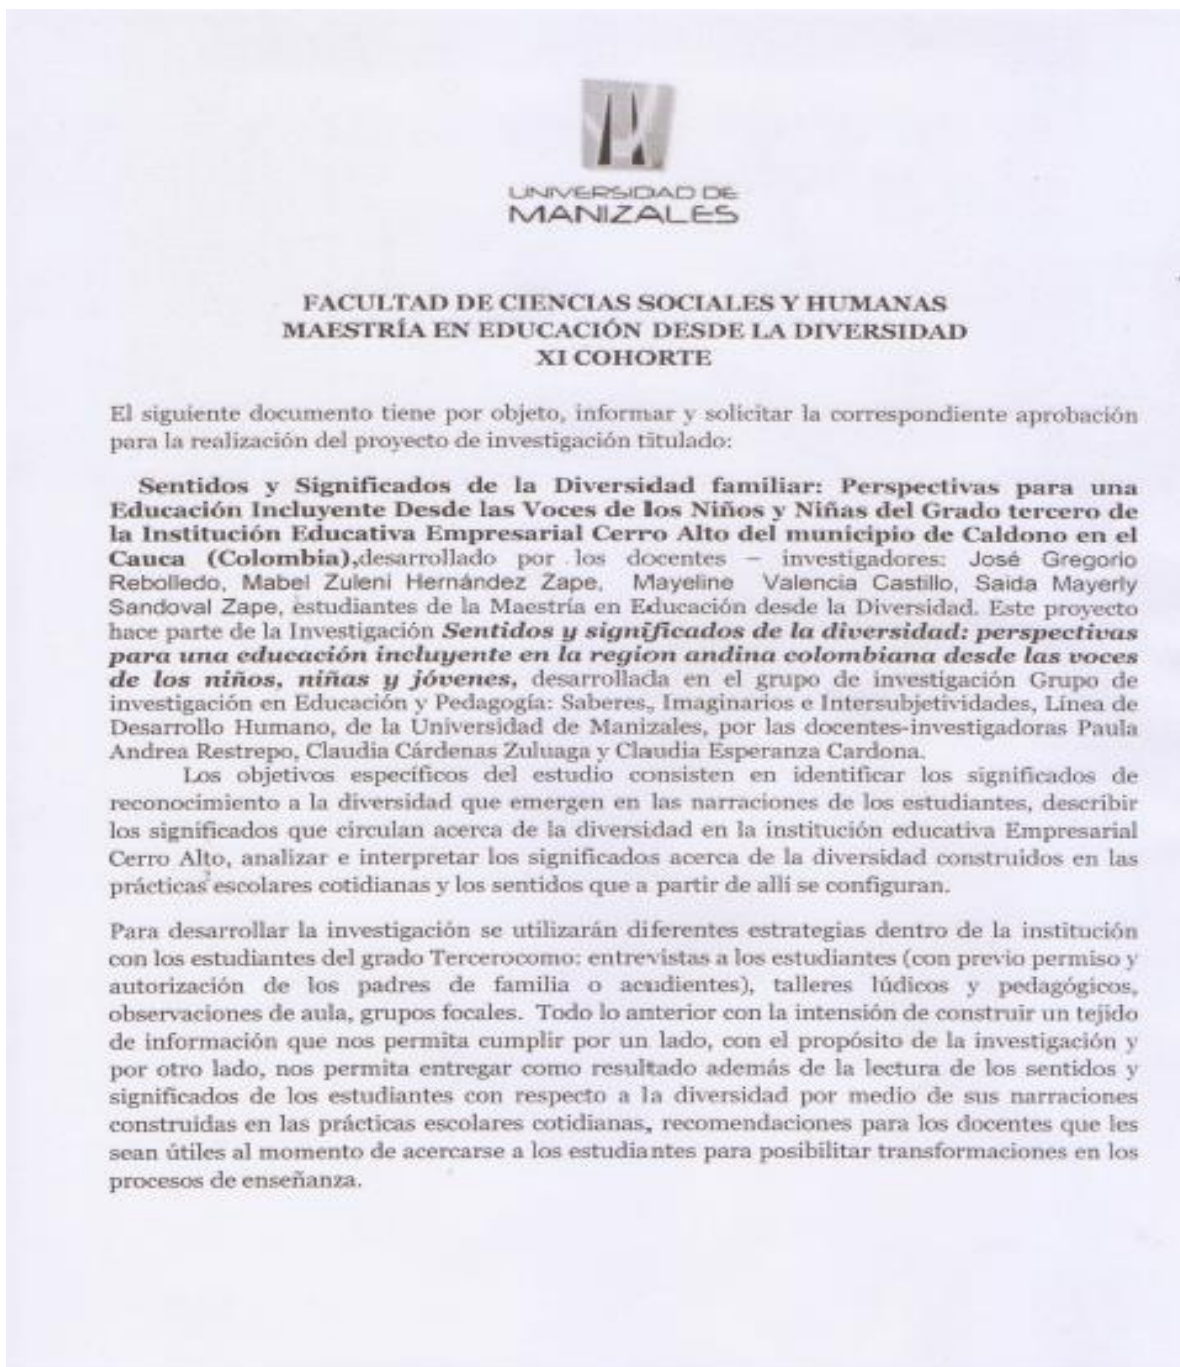 UNIVERSIDAD DE
MANIZALES
FACULTAD DE CIENCIAS SOCIALES Y HUMANAS
MAESTRÍA EN EDUCACIÓN DESDE LA DIVERSIDAD
XI COHORTE
El siguiente documento tiene por objeto, informar y solicitar la correspondiente aprobación
para la realización del proyecto de investigación titulado:
Sentidos y Significados de la Diversidad familiar: Perspectivas para una
Educación Incluyente Desde las Voces de los Niños y Niñas del Grado tercero de
la Institución Educativa Empresarial Cerro Alto del municipio de Caldono en el
Cauca (Colombia),desarrollado por los docentes – investigadores: José Gregorio
Rebolledo, Mabel Zuleni Hernández Zape, Mayeline Valencia Castillo, Saida Mayerly
Sandoval Zape, estudiantes de la Maestría en Educación desde la Diversidad. Este proyecto
hace parte de la Investigación Sentidos y significados de la diversidad: perspectivas
para una educación incluyente en la region andina colombiana desde las voces
de los niños, niñas y jóvenes, desarrollada en el grupo de investigación Grupo de
investigación en Educación y Pedagogía: Saberes, Imaginarios e Intersubjetividades, Línea de
Desarrollo Humano, de la Universidad de Manizales, por las docentes-investigadoras Paula
Andrea Restrepo, Claudia Cárdenas Zuluaga y Claudia Esperanza Cardona.
Los objetivos específicos del estudio consisten en identificar los significados de
reconocimiento a la diversidad que emergen en las narraciones de los estudiantes, describir
los significados que circulan acerca de la diversidad en la institución educativa Empresarial
Cerro Alto, analizar e interpretar los significados acerca de la diversidad construidos en las
prácticas escolares cotidianas y los sentidos que a partir de allí se configuran.
Para desarrollar la investigación se utilizarán diferentes estrategias dentro de la institución
con los estudiantes del grado Tercerocomo: entrevistas a los estudiantes (con previo permiso y
autorización de los padres de familia o acudientes), talleres lúdicos y pedagógicos,
observaciones de aula, grupos focales. Todo lo anterior con la intensión de construir un tejido
de información que nos permita cumplir por un lado, con el propósito de la investigación y
por otro lado, nos permita entregar como resultado además de la lectura de los sentidos y
significados de los estudiantes con respecto a la diversidad por medio de sus narraciones
construidas en las prácticas escolares cotidianas, recomendaciones para los docentes que les
sean útiles al momento de acercarse a los estudiantes para posibilitar transformaciones en los
procesos de enseñanza.